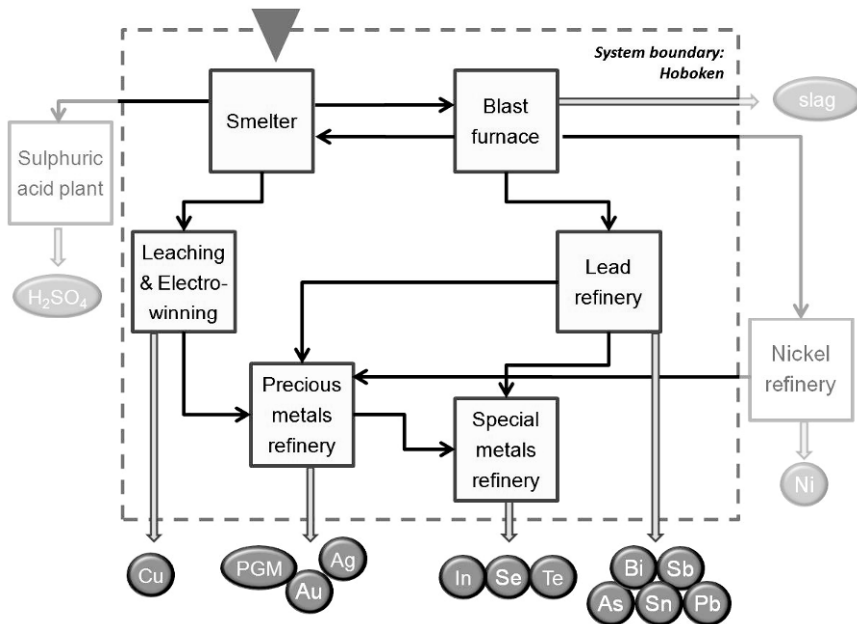 System boundary:
Hoboken
Smelter
Blast
furnace
slag
Sulphuric
acid plant
H₂SO₄
Leaching
& Electro-
winning
Lead
refinery
Precious
metals
refinery
Special
metals
refinery
Nickel
refinery
Ni
Cu
PGM
Au
Ag
In
Se
Te
Bi
Sb
As
Sn
Pb